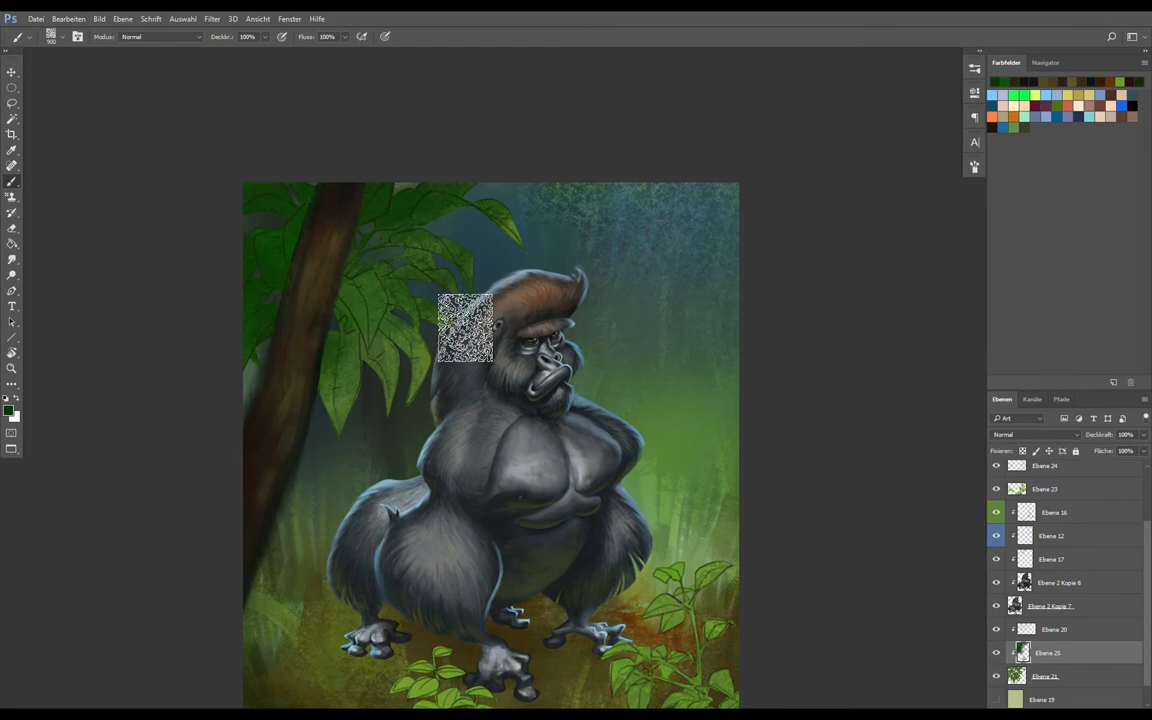 Ps Datei Bearbeiten Bild Ebene Schrift Auswahl Filter 3D Ansicht Fenster Hilfe
900 Modus: Normal Deckkr.: 100% Fluss: 100%
Farbfelder Navigator
Ebenen Kanäle Pfade
Art
Normal Deckkraft: 100%
Fixieren: Fläche: 100%
Ebene 24
Ebene 23
Ebene 16
Ebene 12
Ebene 17
Ebene 2 Kopie 8
Ebene 2 Kopie 7
Ebene 20
Ebene 25
Ebene 21
Ebene 19